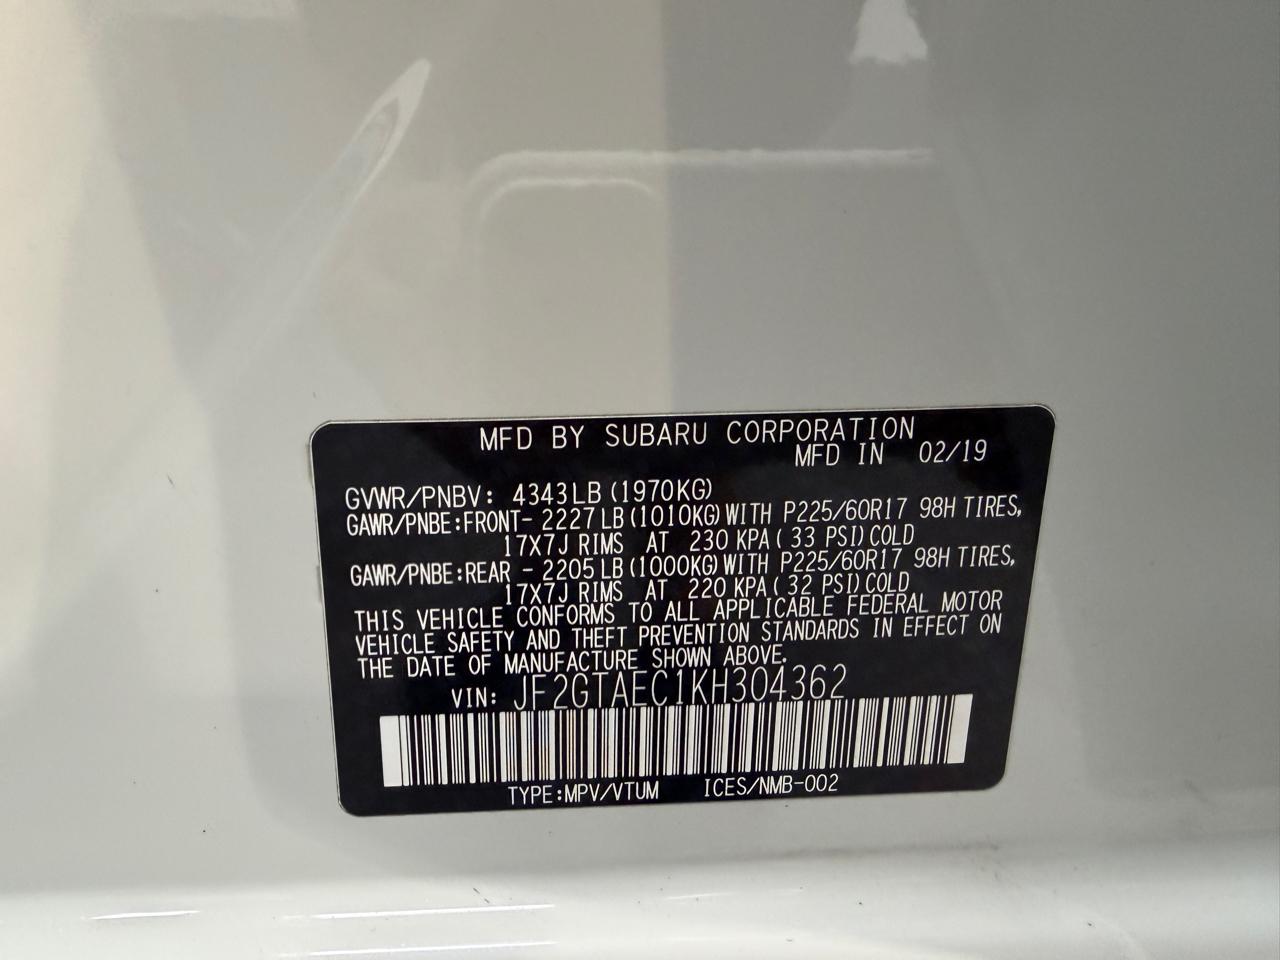 MFD BY SUBARU CORPORATION
MFD IN 02/19
GVWR/PNBV: 4343LB(1970KG)
GAWR/PNBE:FRONT- 2227LB(1010KG)WITH P225/60R17 98H TIRES,
17X7J RIMS AT 230 KPA( 33 PSI)COLD
GAWR/PNBE:REAR - 2205LB(1000KG)WITH P225/60R17 98H TIRES,
17X7J RIMS AT 220 KPA( 32 PSI)COLD
THIS VEHICLE CONFORMS TO ALL APPLICABLE FEDERAL MOTOR
VEHICLE SAFETY AND THEFT PREVENTION STANDARDS IN EFFECT ON
THE DATE OF MANUFACTURE SHOWN ABOVE.
VIN: JF2GTAEC1KH304362
TYPE:MPV/VTUM ICES/NMB-002